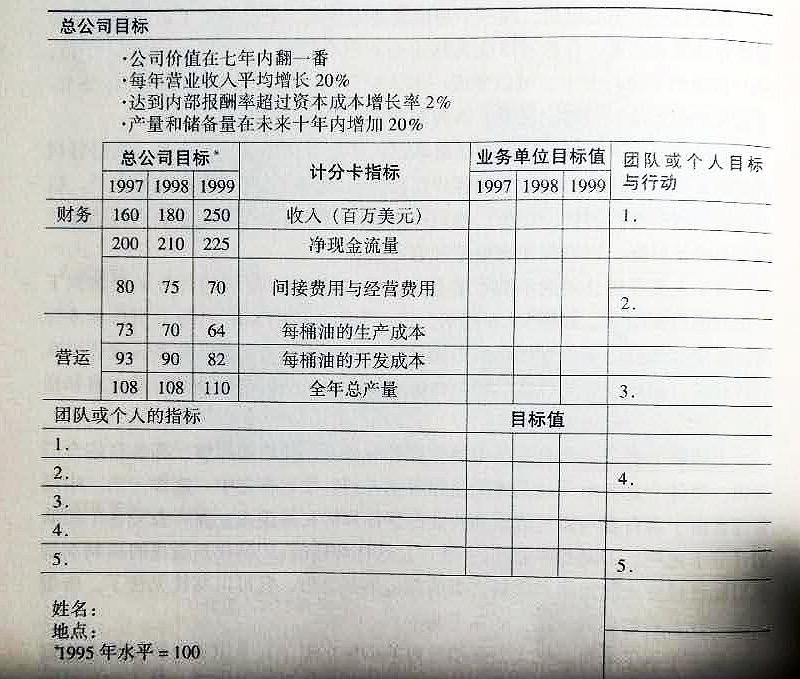 总公司目标
·公司价值在七年内翻一番
·每年营业收入平均增长 20%
·达到内部报酬率超过资本成本增长率 2%
·产量和储备量在未来十年内增加 20%
总公司目标* 计分卡指标 业务单位目标值 团队或个人目标与行动
1997 1998 1999 1997 1998 1999
财务 160 180 250 收入（百万美元） 1.
200 210 225 净现金流量
80 75 70 间接费用与经营费用 2.
73 70 64 每桶油的生产成本
营运 93 90 82 每桶油的开发成本
108 108 110 全年总产量 3.
团队或个人的指标 目标值
1.
2. 4.
3.
4.
5. 5.
姓名：
地点：
*1995 年水平 = 100